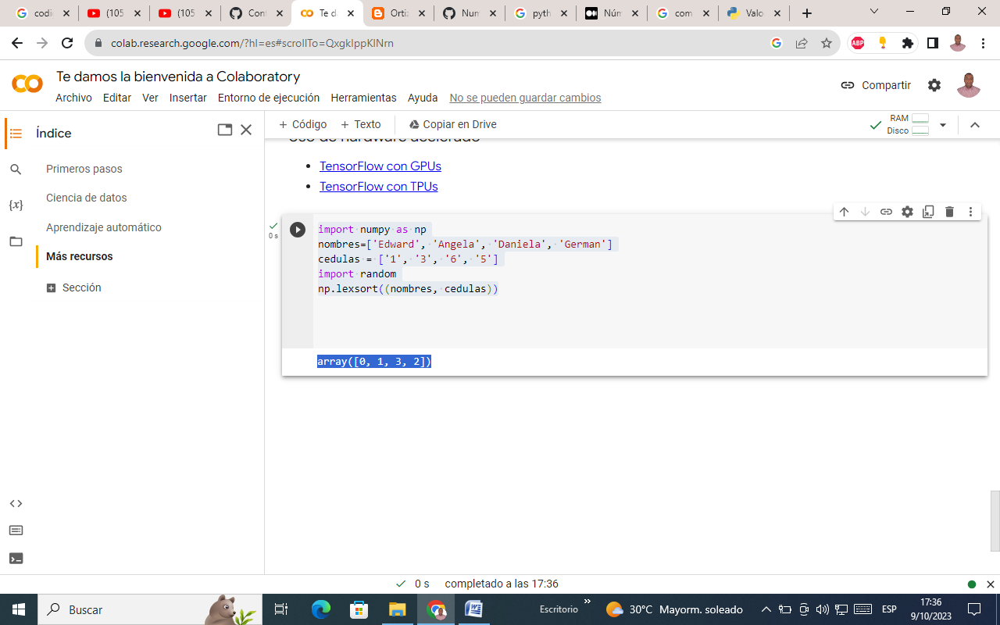 codi
(105
(105
Con
Te d
Ortiz
Num
pyth
Núm
com
Valo
colab.research.google.com/?hl=es#scrollTo=QxgkIppKINrn
ABP
Te damos la bienvenida a Colaboratory
Archivo Editar Ver Insertar Entorno de ejecución Herramientas Ayuda No se pueden guardar cambios
Compartir
+ Código + Texto Copiar en Drive
RAM
Disco
Índice
Primeros pasos
Ciencia de datos
Aprendizaje automático
Más recursos
Sección
{x}
Uso de hardware acelerado
TensorFlow con GPUs
TensorFlow con TPUs
0 s
import numpy as np
nombres=['Edward', 'Angela', 'Daniela', 'German']
cedulas = ['1', '3', '6', '5']
import random
np.lexsort((nombres, cedulas))
array([0, 1, 3, 2])
0 s completado a las 17:36
Buscar
Escritorio
30°C Mayorm. soleado
ESP
17:36
9/10/2023